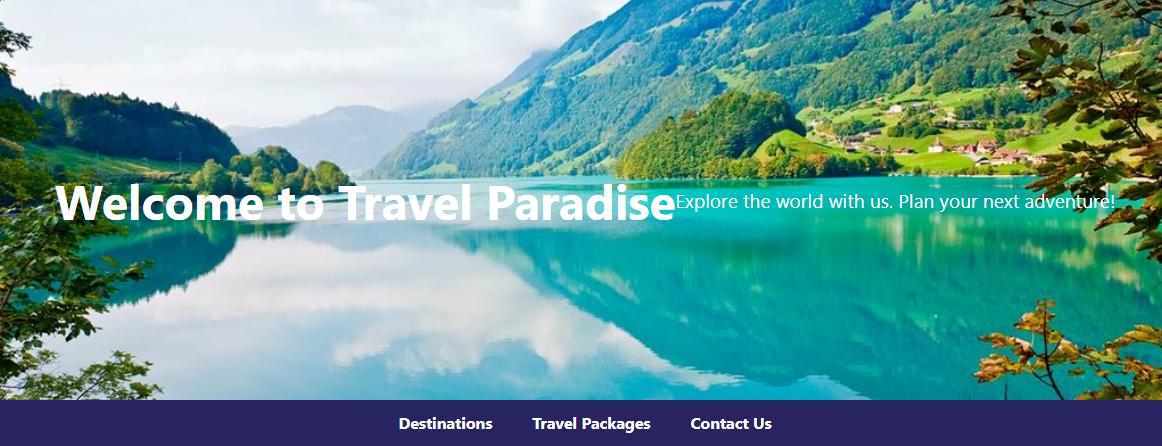 Welcome to Travel Paradise Explore the world with us. Plan your next adventure!
Destinations Travel Packages Contact Us